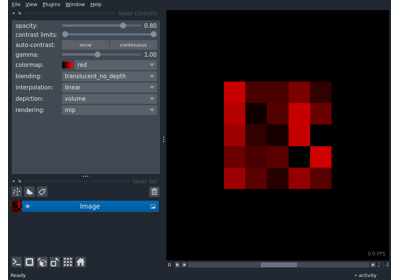 File View Plugins Window Help
layer controls
opacity: 0.80
contrast limits:
auto-contrast: once continuous
gamma: 1.00
colormap: red
blending: translucent_no_depth
interpolation: linear
depiction: volume
rendering: mip
layer list
Image
0.9 FPS
0 2 4
Ready activity